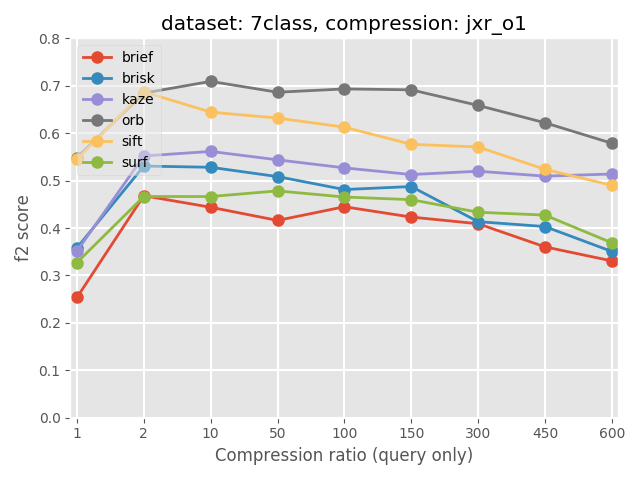 dataset: 7class, compression: jxr_o1
0.8
0.7
0.6
0.5
0.4
0.3
0.2
0.1
0.0
f2 score
brief
brisk
kaze
orb
sift
surf
1 2 10 50 100 150 300 450 600
Compression ratio (query only)